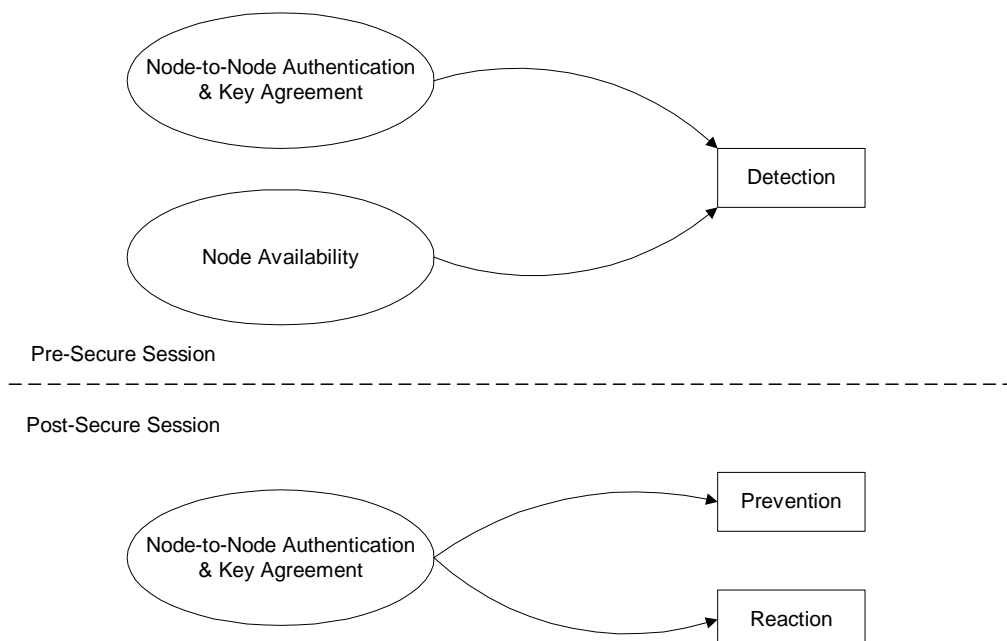 Node-to-Node Authentication
& Key Agreement
Detection
Node Availability
Pre-Secure Session
Post-Secure Session
Prevention
Node-to-Node Authentication
& Key Agreement
Reaction